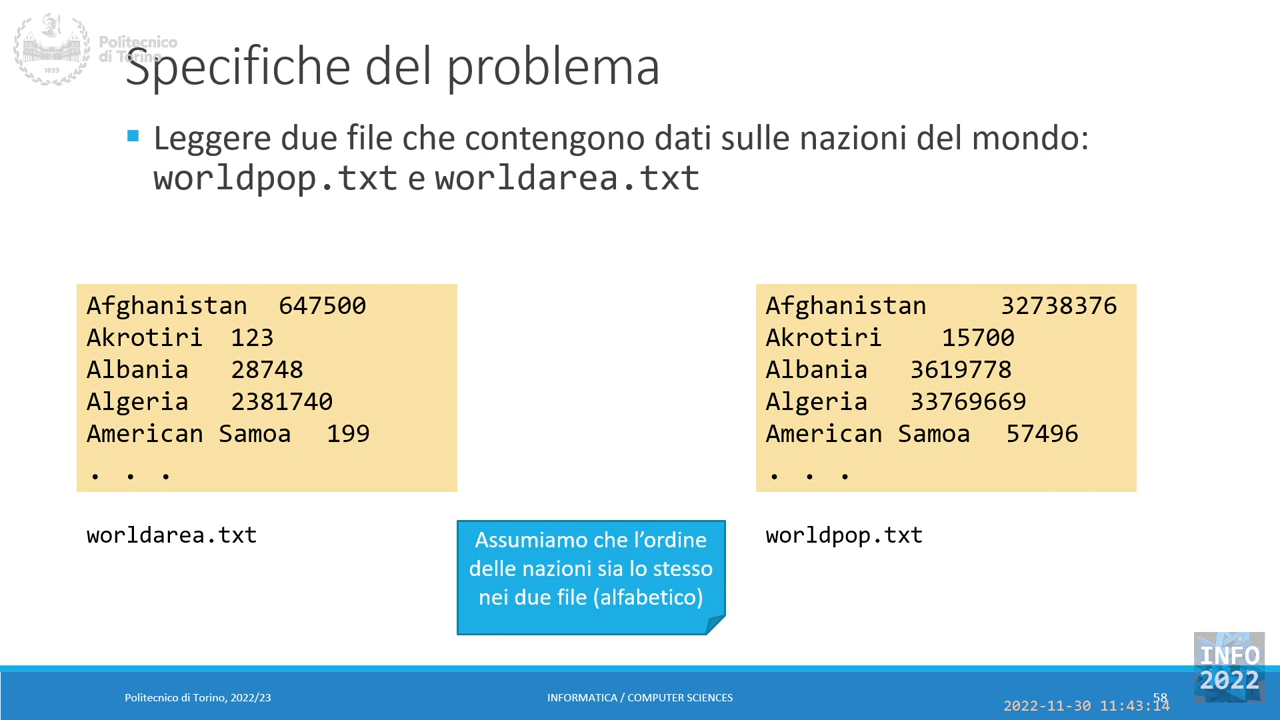 Politecnico
di Torino
1859
Specifiche del problema
▪ Leggere due file che contengono dati sulle nazioni del mondo:
worldpop.txt e worldarea.txt
Afghanistan 647500
Akrotiri 123
Albania 28748
Algeria 2381740
American Samoa 199
. . .
worldarea.txt
Afghanistan 32738376
Akrotiri 15700
Albania 3619778
Algeria 33769669
American Samoa 57496
. . .
worldpop.txt
Assumiamo che l’ordine
delle nazioni sia lo stesso
nei due file (alfabetico)
Politecnico di Torino, 2022/23
INFORMATICA / COMPUTER SCIENCES
58
INFO
2022
2022-11-30 11:43:14